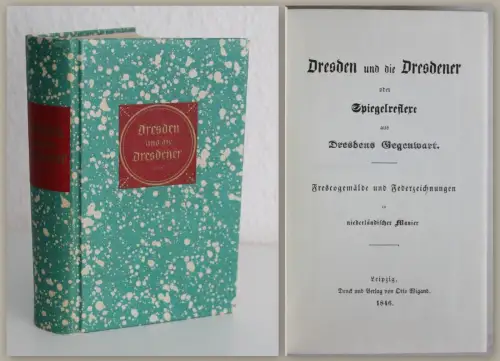 Dresden
und die
Dresdener
Dresden und die Dresdener
oder
Spiegelreflexe
aus
Dresdens Gegenwart.
Frescogemälde und Federzeichnungen
in
niederländischer Manier
Leipzig,
Druck und Verlag von Otto Wigand.
1846.